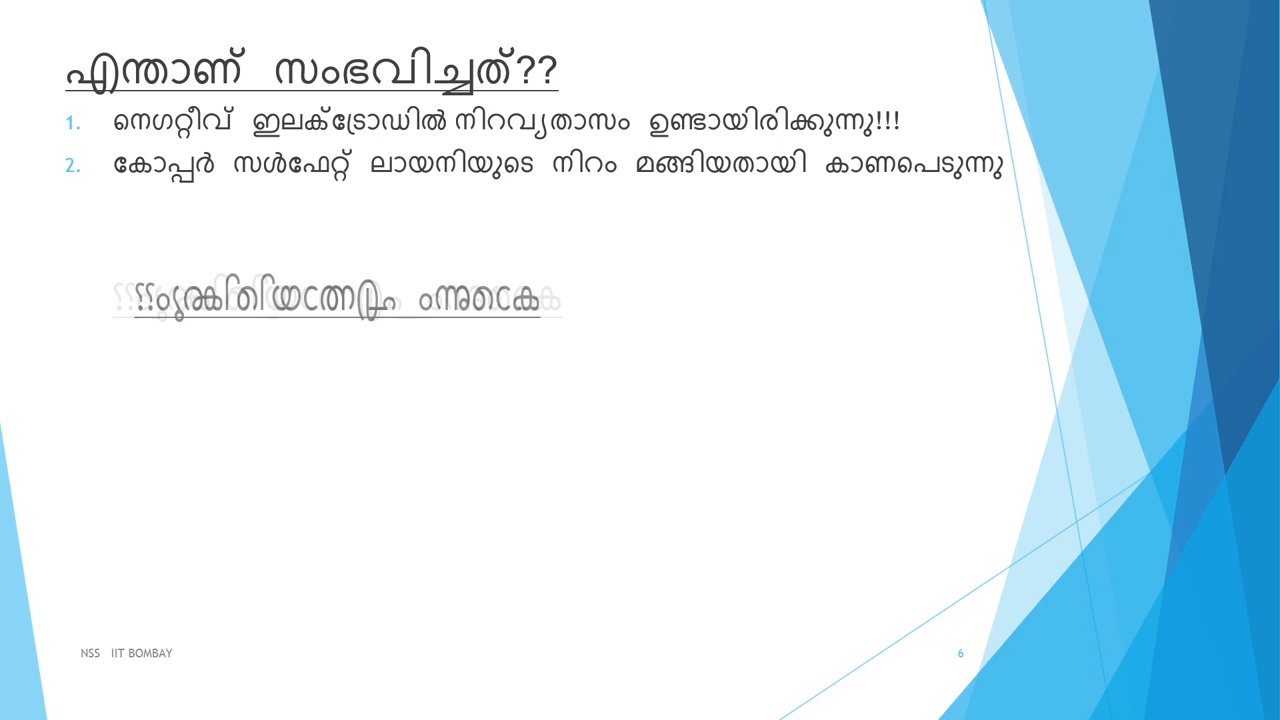 എന്താണ് സംഭവിച്ചത്??
1. നെഗറ്റീവ് ഇലക്ട്രോഡിൽ നിറവ്യതാസം ഉണ്ടായിരിക്കുന്നു!!!
2. കോപ്പർ സൾഫേറ്റ് ലായനിയുടെ നിറം മങ്ങിയതായി കാണപെടുന്നു
NSS IIT BOMBAY
6